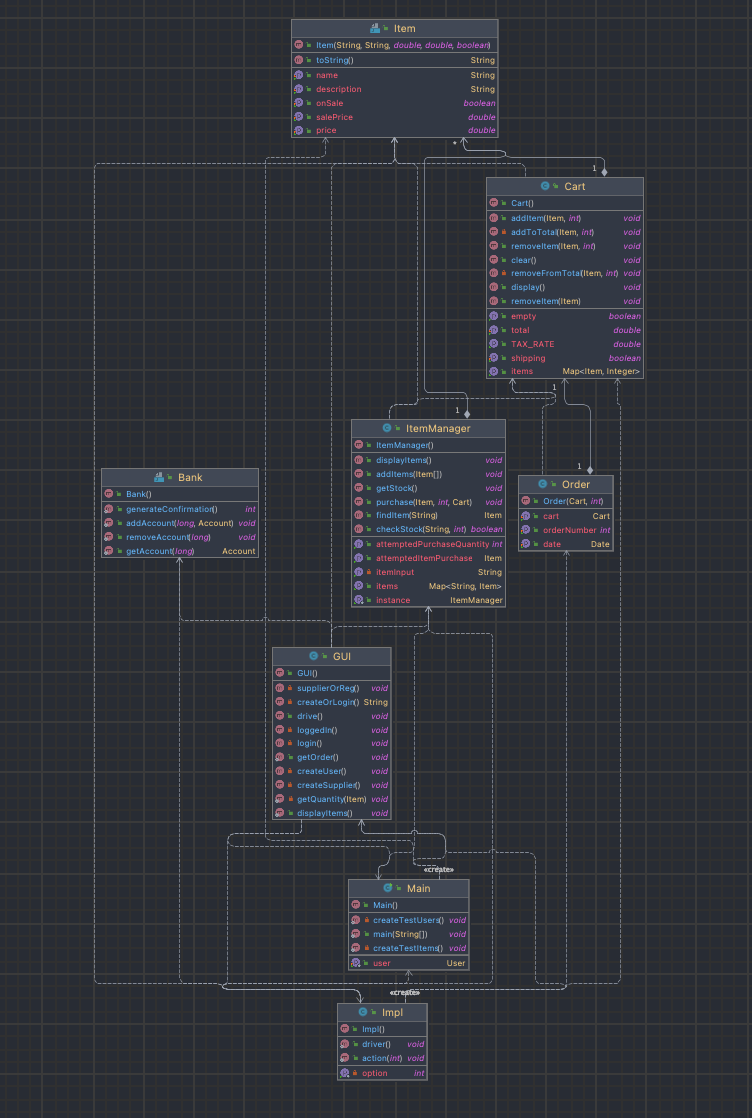 Item
Item(String, String, double, double, boolean)
toString() String
name String
description String
onSale boolean
salePrice double
price double
*
1
Cart
Cart()
addItem(Item, int) void
addToTotal(Item, int) void
removeItem(Item, int) void
clear() void
removeFromTotal(Item, int) void
display() void
removeItem(Item) void
empty boolean
total double
TAX_RATE double
shipping boolean
items Map<Item, Integer>
1
1
ItemManager
ItemManager()
displayItems() void
addItems(Item[]) void
getStock() void
purchase(Item, int, Cart) void
findItem(String) Item
checkStock(String, int) boolean
attemptedPurchaseQuantity int
attemptedItemPurchase Item
itemInput String
items Map<String, Item>
instance ItemManager
1
Order
Order(Cart, int)
cart Cart
orderNumber int
date Date
Bank
Bank()
generateConfirmation() int
addAccount(long, Account) void
removeAccount(long) void
getAccount(long) Account
GUI
GUI()
supplierOrReg() void
createOrLogin() String
drive() void
loggedIn() void
login() void
getOrder() void
createUser() void
createSupplier() void
getQuantity(Item) void
displayItems() void
«create»
Main
Main()
createTestUsers() void
main(String[]) void
createTestItems() void
user User
«create»
Impl
Impl()
driver() void
action(int) void
option int